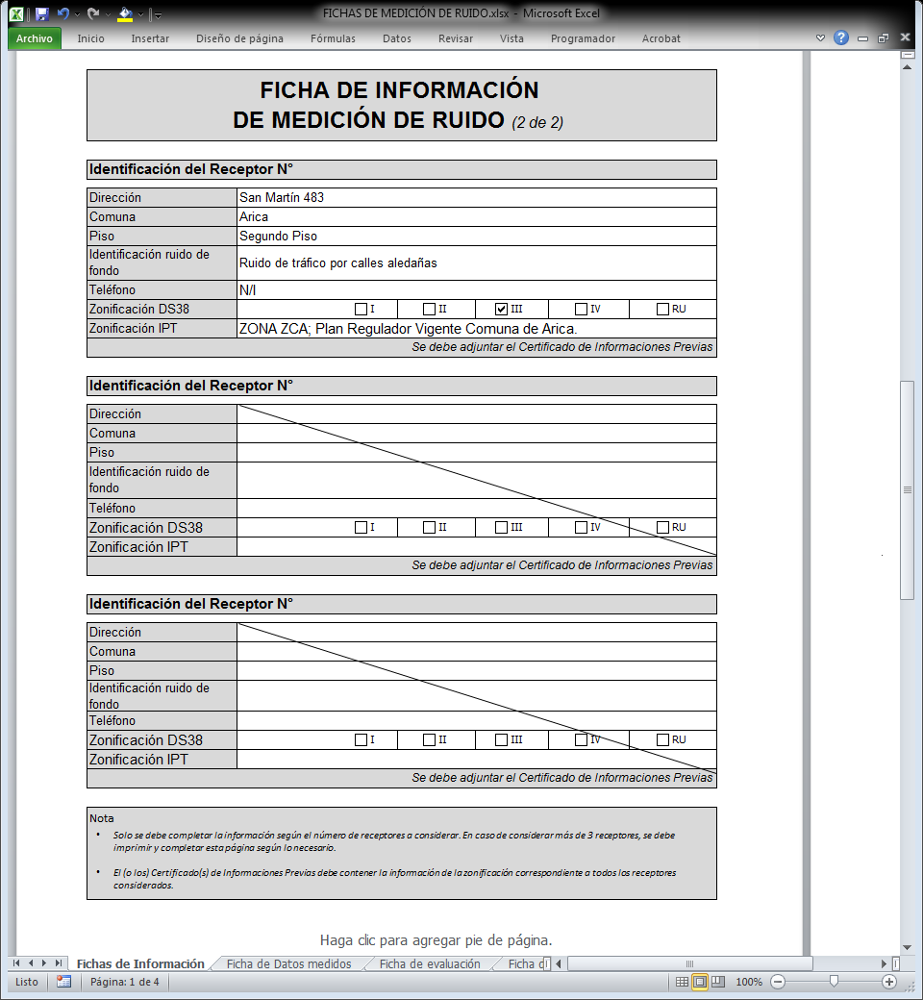 FICHAS DE MEDICIÓN DE RUIDO.xlsx - Microsoft Excel
Archivo Inicio Insertar Diseño de página Fórmulas Datos Revisar Vista Programador Acrobat
FICHA DE INFORMACIÓN
DE MEDICIÓN DE RUIDO (2 de 2)
Identificación del Receptor N°
Dirección San Martín 483
Comuna Arica
Piso Segundo Piso
Identificación ruido de
fondo
Ruido de tráfico por calles aledañas
Teléfono N/I
Zonificación DS38 I II III IV RU
Zonificación IPT ZONA ZCA; Plan Regulador Vigente Comuna de Arica.
Se debe adjuntar el Certificado de Informaciones Previas
Identificación del Receptor N°
Dirección
Comuna
Piso
Identificación ruido de
fondo
Teléfono
Zonificación DS38 I II III IV RU
Zonificación IPT
Se debe adjuntar el Certificado de Informaciones Previas
Identificación del Receptor N°
Dirección
Comuna
Piso
Identificación ruido de
fondo
Teléfono
Zonificación DS38 I II III IV RU
Zonificación IPT
Se debe adjuntar el Certificado de Informaciones Previas
Nota
• Solo se debe completar la información según el número de receptores a considerar. En caso de considerar más de 3 receptores, se debe
imprimir y completar esta página según lo necesario.
• El (o los) Certificado(s) de Informaciones Previas debe contener la información de la zonificación correspondiente a todos los receptores
considerados.
Haga clic para agregar pie de página.
Fichas de Información Ficha de Datos medidos Ficha de evaluación Ficha d
Listo Página: 1 de 4 100%